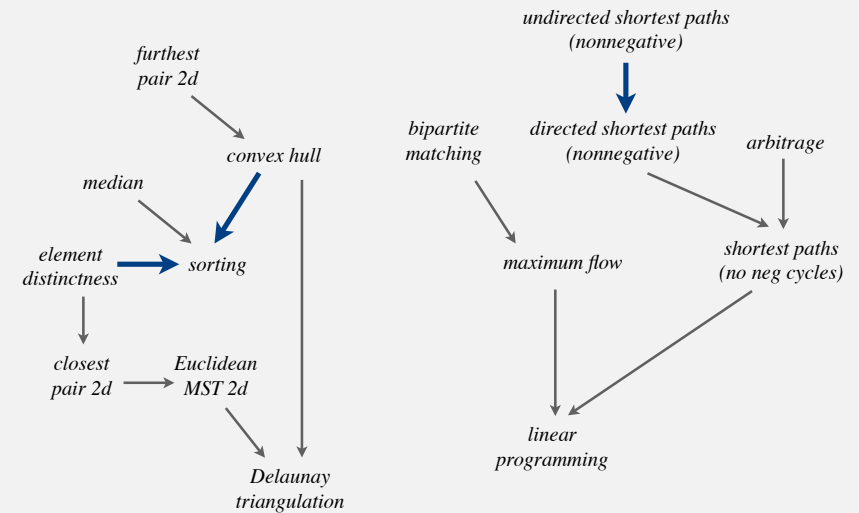 undirected shortest paths
(nonnegative)
furthest
pair 2d
bipartite
matching
directed shortest paths
(nonnegative)
arbitrage
convex hull
median
element
distinctness
sorting
maximum flow
shortest paths
(no neg cycles)
closest
pair 2d
Euclidean
MST 2d
linear
programming
Delaunay
triangulation